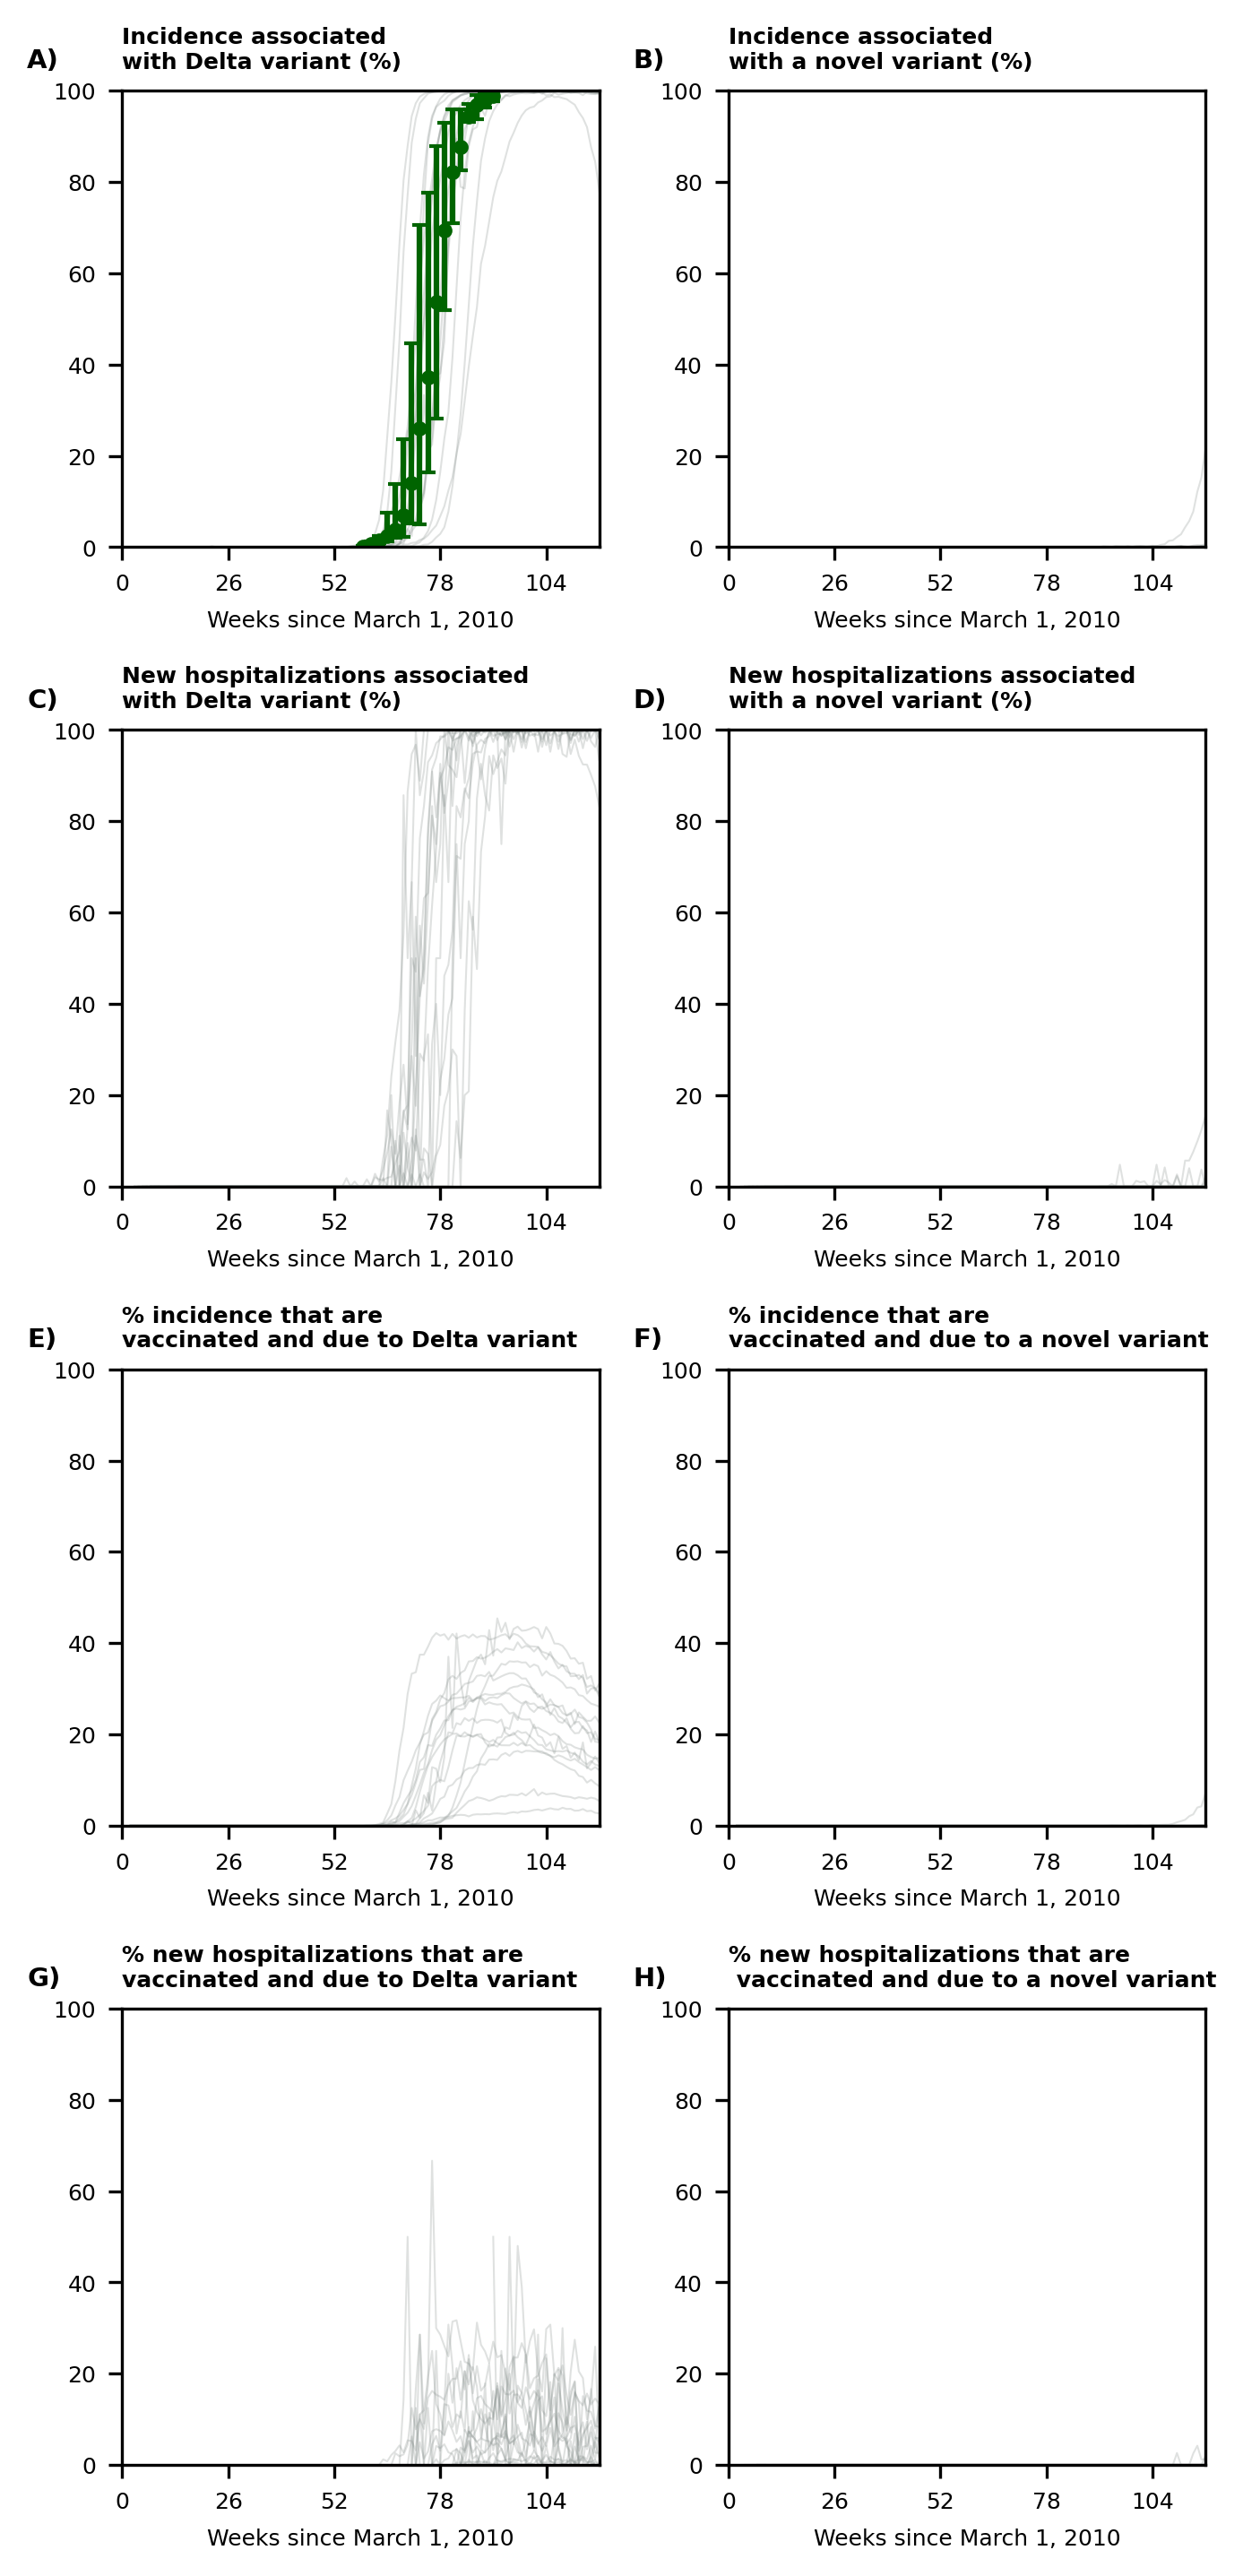 A)
Incidence associated
with Delta variant (%)
100
80
60
40
20
0
0 26 52 78 104
Weeks since March 1, 2010
B)
Incidence associated
with a novel variant (%)
100
80
60
40
20
0
0 26 52 78 104
Weeks since March 1, 2010
C)
New hospitalizations associated
with Delta variant (%)
100
80
60
40
20
0
0 26 52 78 104
Weeks since March 1, 2010
D)
New hospitalizations associated
with a novel variant (%)
100
80
60
40
20
0
0 26 52 78 104
Weeks since March 1, 2010
E)
% incidence that are
vaccinated and due to Delta variant
100
80
60
40
20
0
0 26 52 78 104
Weeks since March 1, 2010
F)
% incidence that are
vaccinated and due to a novel variant
100
80
60
40
20
0
0 26 52 78 104
Weeks since March 1, 2010
G)
% new hospitalizations that are
vaccinated and due to Delta variant
100
80
60
40
20
0
0 26 52 78 104
Weeks since March 1, 2010
H)
% new hospitalizations that are
vaccinated and due to a novel variant
100
80
60
40
20
0
0 26 52 78 104
Weeks since March 1, 2010